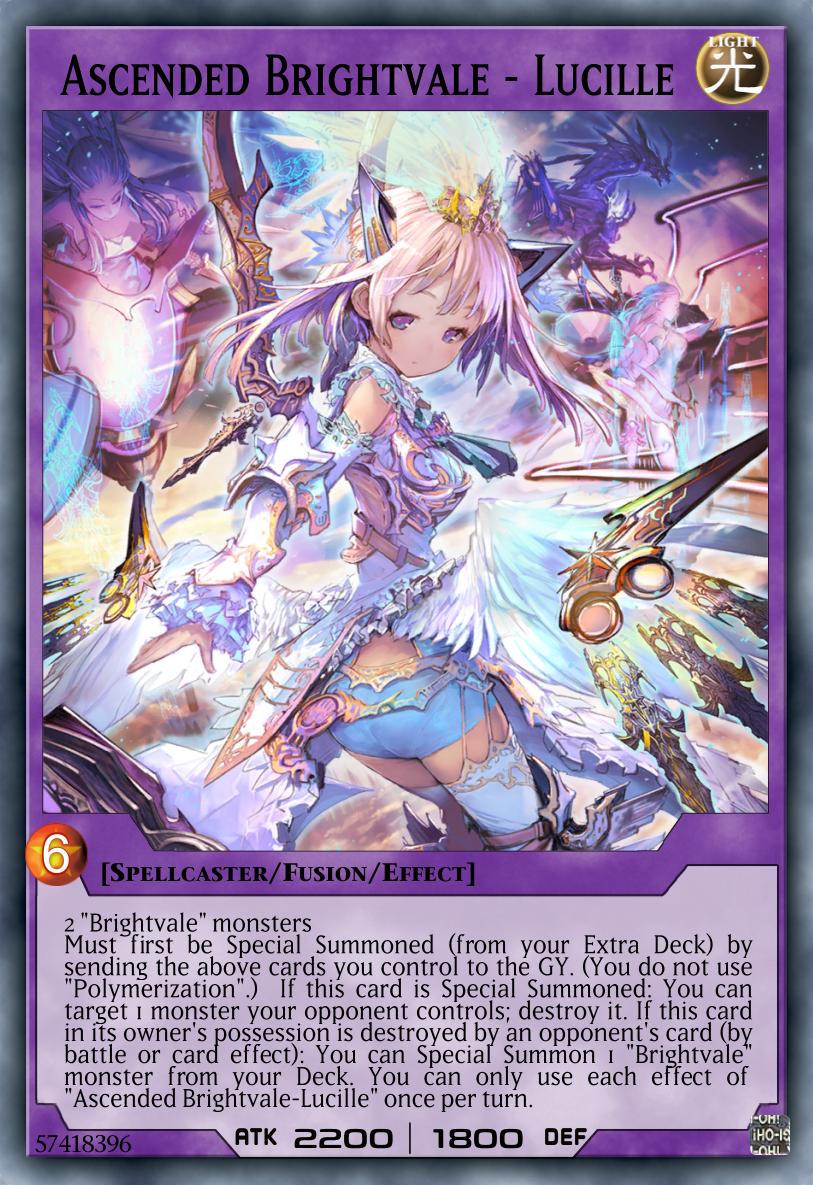 Ascended Brightvale - Lucille
LIGHT
光
6
[Spellcaster/Fusion/Effect]
2 "Brightvale" monsters
Must first be Special Summoned (from your Extra Deck) by
sending the above cards you control to the GY. (You do not use
"Polymerization".) If this card is Special Summoned: You can
target 1 monster your opponent controls; destroy it. If this card
in its owner's possession is destroyed by an opponent's card (by
battle or card effect): You can Special Summon 1 "Brightvale"
monster from your Deck. You can only use each effect of
"Ascended Brightvale-Lucille" once per turn.
57418396
ATK 2200 | 1800 DEF